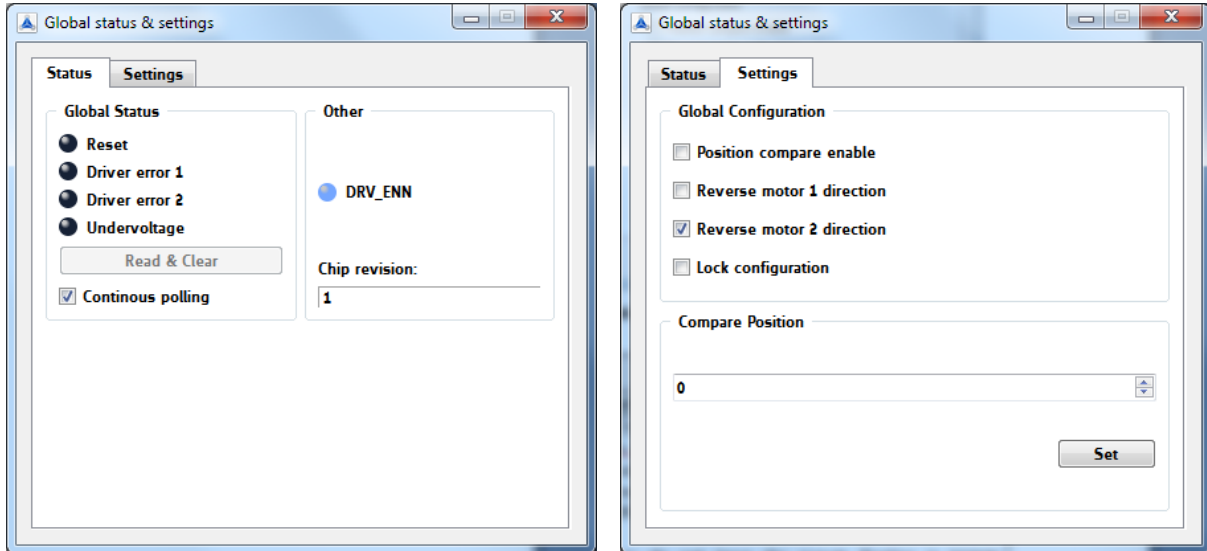 Global status & settings
Status
Settings
Global Status
Reset
Driver error 1
Driver error 2
Undervoltage
Read & Clear
Continous polling
Other
DRV_ENN
Chip revision:
1
Global status & settings
Status
Settings
Global Configuration
Position compare enable
Reverse motor 1 direction
Reverse motor 2 direction
Lock configuration
Compare Position
0
Set